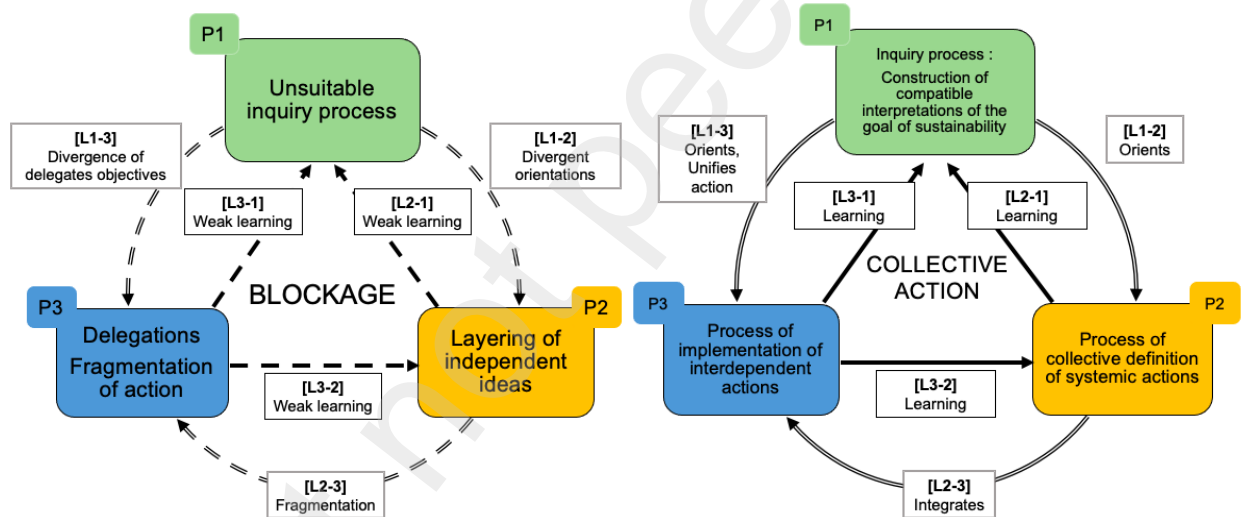 P1
Unsuitable
inquiry process
[L1-3]
Divergence of
delegates objectives
[L1-2]
Divergent
orientations
[L3-1]
Weak learning
[L2-1]
Weak learning
BLOCKAGE
P3
Delegations
Fragmentation
of action
P2
Layering of
independent
ideas
[L3-2]
Weak learning
[L2-3]
Fragmentation
P1
Inquiry process :
Construction of
compatible
interpretations of the
goal of sustainability
[L1-3]
Orients,
Unifies
action
[L1-2]
Orients
[L3-1]
Learning
[L2-1]
Learning
COLLECTIVE
ACTION
P3
Process of
implementation of
interdependent
actions
P2
Process of
collective definition
of systemic actions
[L3-2]
Learning
[L2-3]
Integrates
not pee